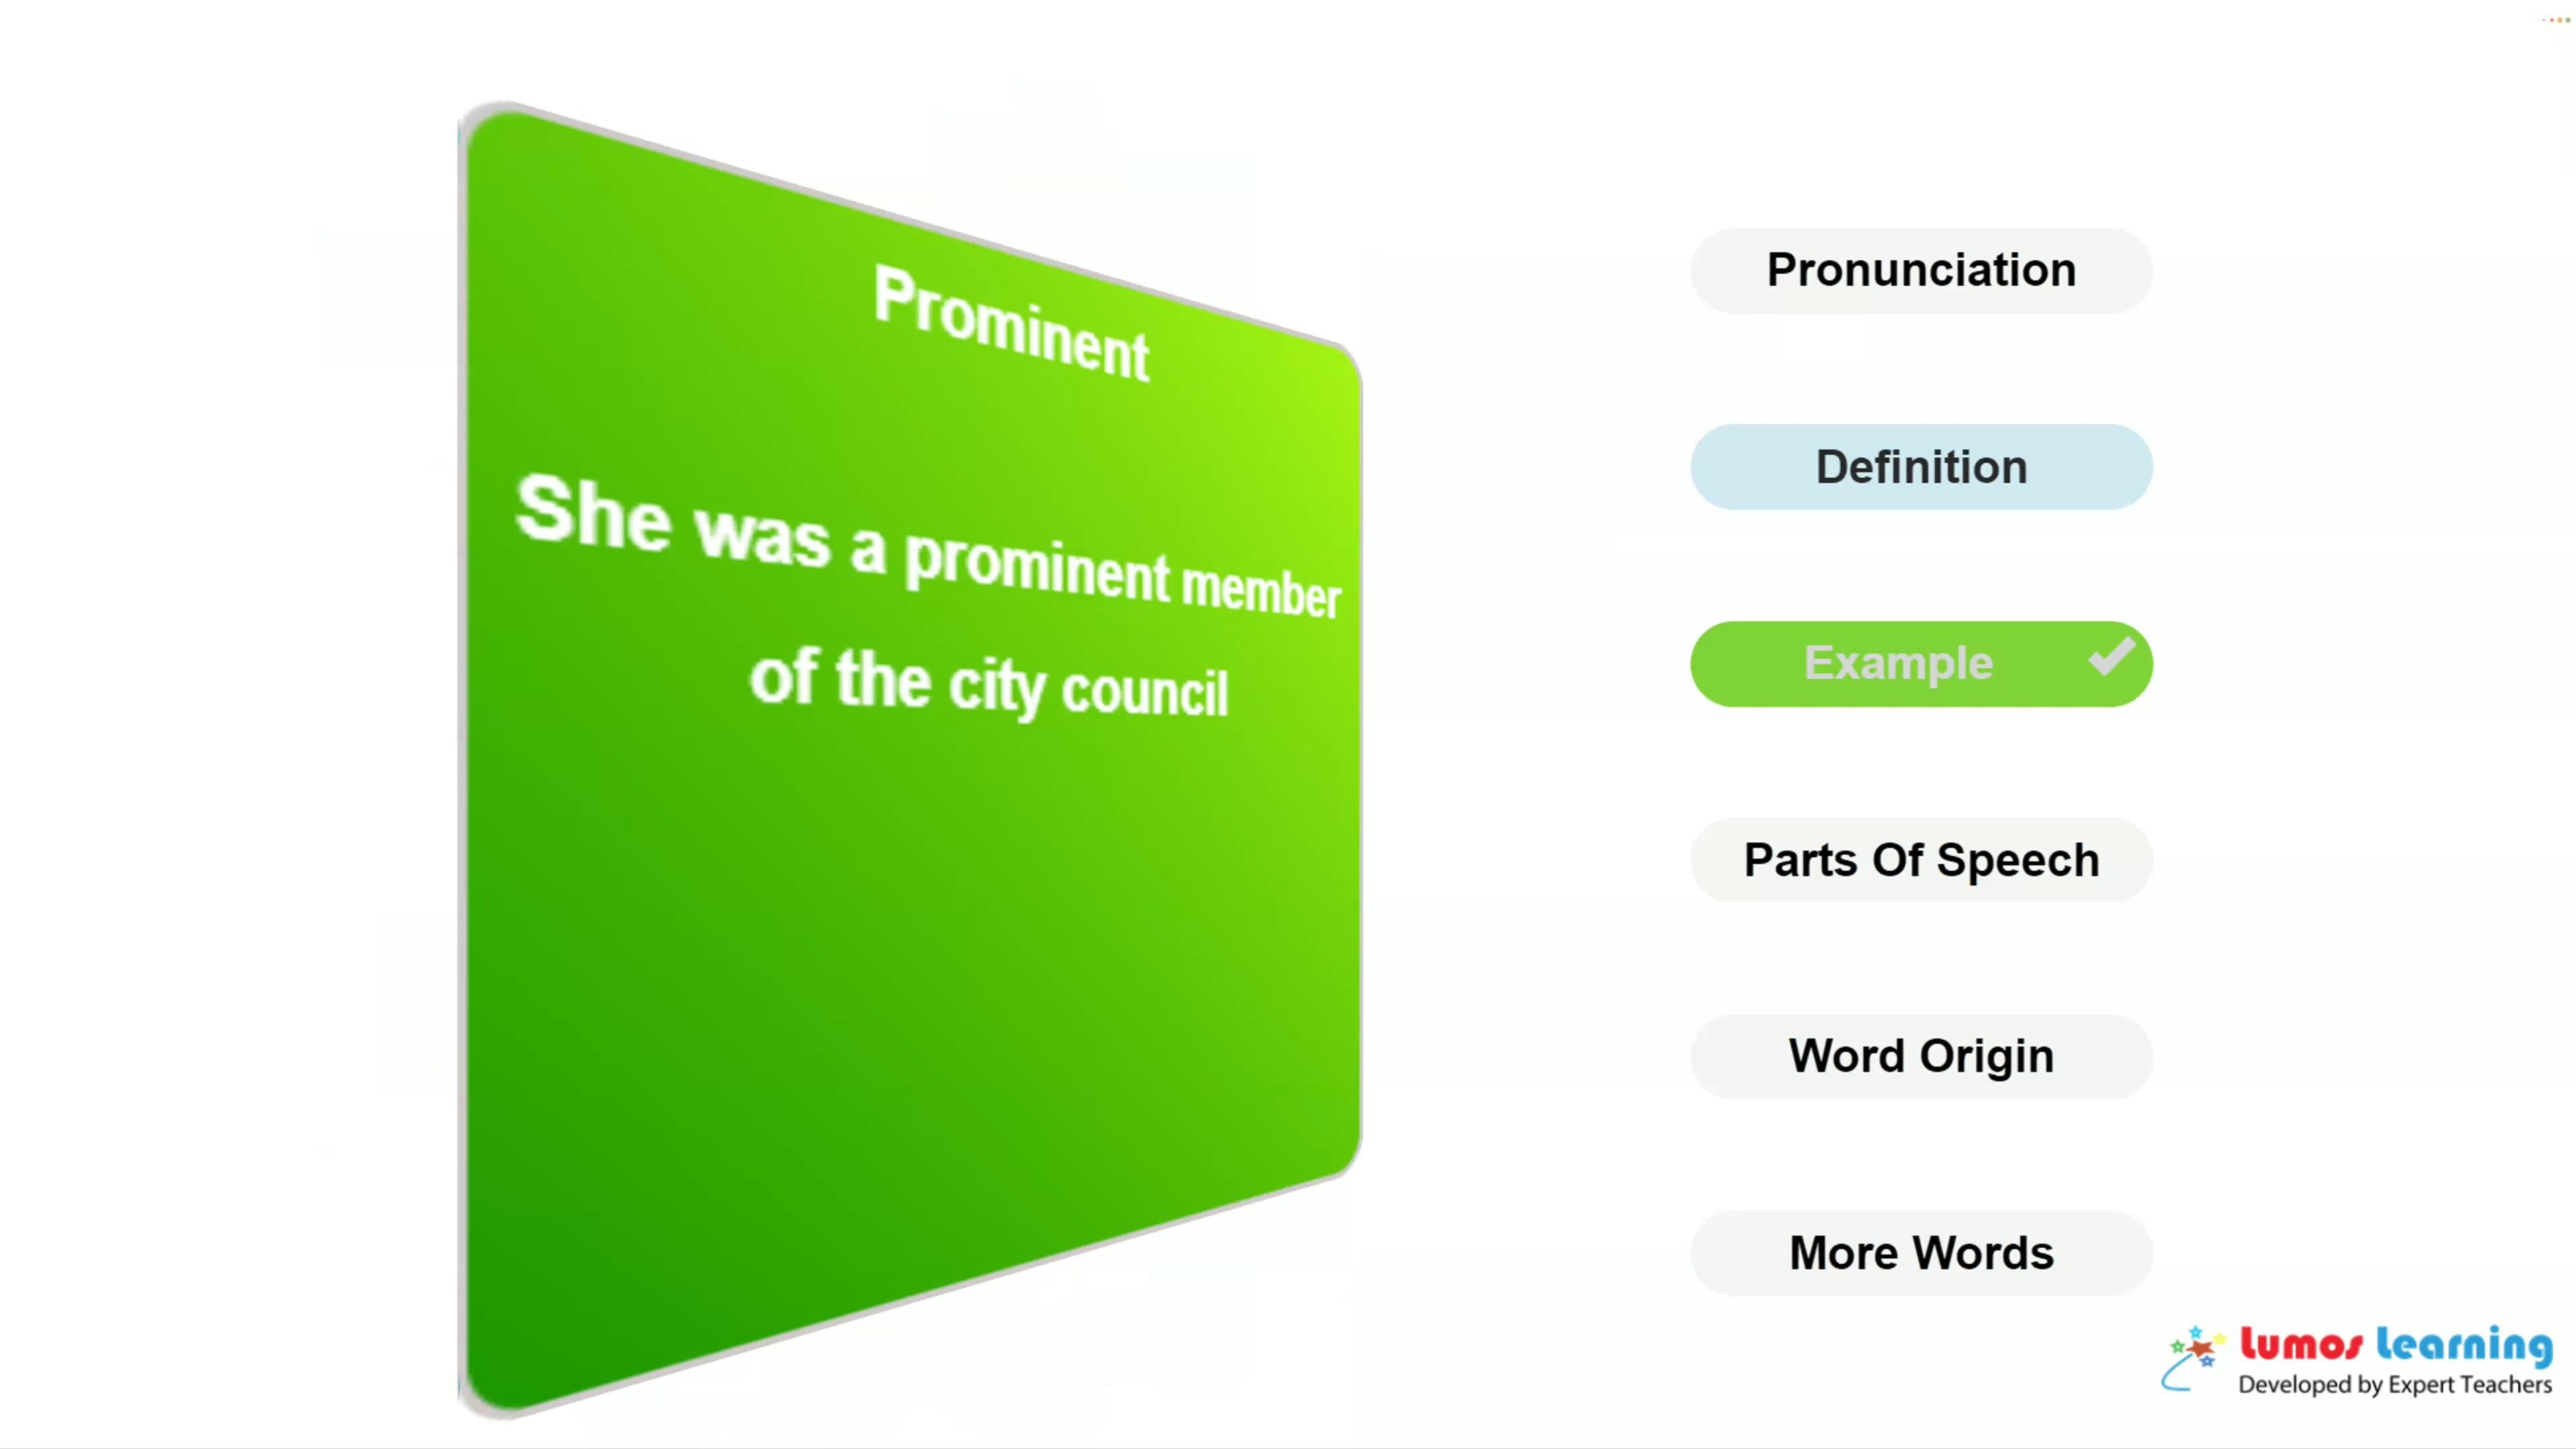 Prominent
She was a prominent member
of the city council
Pronunciation
Definition
Example
Parts Of Speech
Word Origin
More Words
Lumos Learning
Developed by Expert Teachers